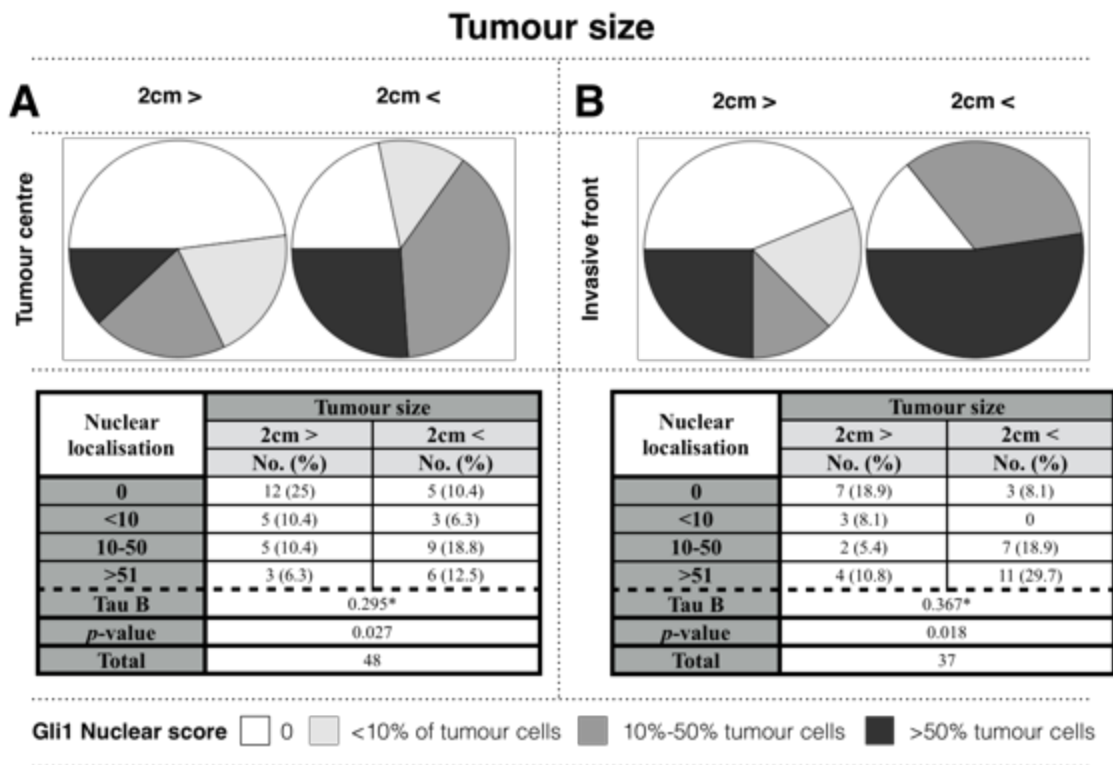 Tumour size
A
2cm >
2cm <
B
2cm >
2cm <
Tumour centre
Invasive front
Nuclear localisation
Tumour size
2cm >
2cm <
No. (%)
No. (%)
0
12 (25)
5 (10.4)
<10
5 (10.4)
3 (6.3)
10-50
5 (10.4)
9 (18.8)
>51
3 (6.3)
6 (12.5)
Tau B
0.295*
p-value
0.027
Total
48
Nuclear localisation
Tumour size
2cm >
2cm <
No. (%)
No. (%)
0
7 (18.9)
3 (8.1)
<10
3 (8.1)
0
10-50
2 (5.4)
7 (18.9)
>51
4 (10.8)
11 (29.7)
Tau B
0.367*
p-value
0.018
Total
37
Gli1 Nuclear score 0 <10% of tumour cells 10%-50% tumour cells >50% tumour cells